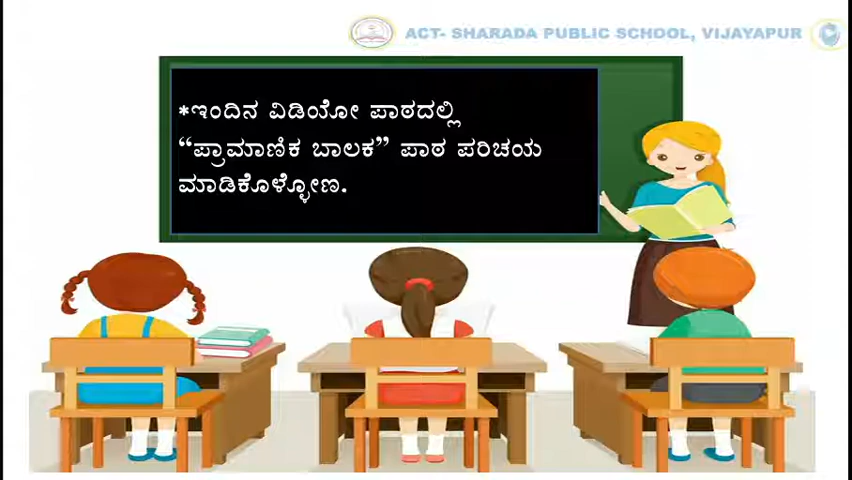 ACT- SHARADA PUBLIC SCHOOL, VIJAYAPUR
*ಇಂದಿನ ವಿಡಿಯೋ ಪಾಠದಲ್ಲಿ
“ಪ್ರಾಮಾಣಿಕ ಬಾಲಕ” ಪಾಠ ಪರಿಚಯ
ಮಾಡಿಕೊಳ್ಳೋಣ.